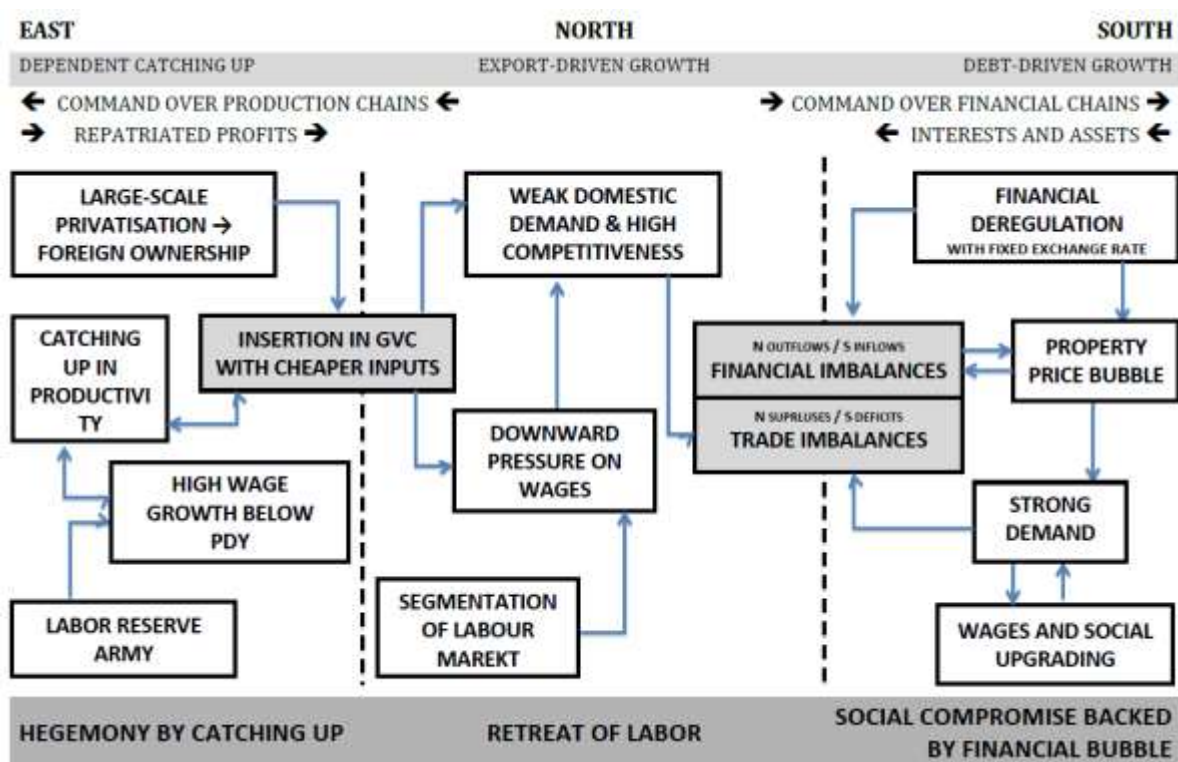 EAST NORTH SOUTH
DEPENDENT CATCHING UP EXPORT-DRIVEN GROWTH DEBT-DRIVEN GROWTH
← COMMAND OVER PRODUCTION CHAINS ←
→ REPATRIATED PROFITS →
→ COMMAND OVER FINANCIAL CHAINS →
← INTERESTS AND ASSETS ←
LARGE-SCALE
PRIVATISATION →
FOREIGN OWNERSHIP
WEAK DOMESTIC
DEMAND & HIGH
COMPETITIVENESS
FINANCIAL
DEREGULATION
WITH FIXED EXCHANGE RATE
CATCHING
UP IN
PRODUCTIVI
TY
INSERTION IN GVC
WITH CHEAPER INPUTS
N OUTFLOWS / S INFLOWS
FINANCIAL IMBALANCES
N SUPRLUSES / S DEFICITS
TRADE IMBALANCES
PROPERTY
PRICE BUBBLE
HIGH WAGE
GROWTH BELOW
PDY
DOWNWARD
PRESSURE ON
WAGES
STRONG
DEMAND
LABOR RESERVE
ARMY
SEGMENTATION
OF LABOUR
MAREKT
WAGES AND SOCIAL
UPGRADING
HEGEMONY BY CATCHING UP
RETREAT OF LABOR
SOCIAL COMPROMISE BACKED
BY FINANCIAL BUBBLE